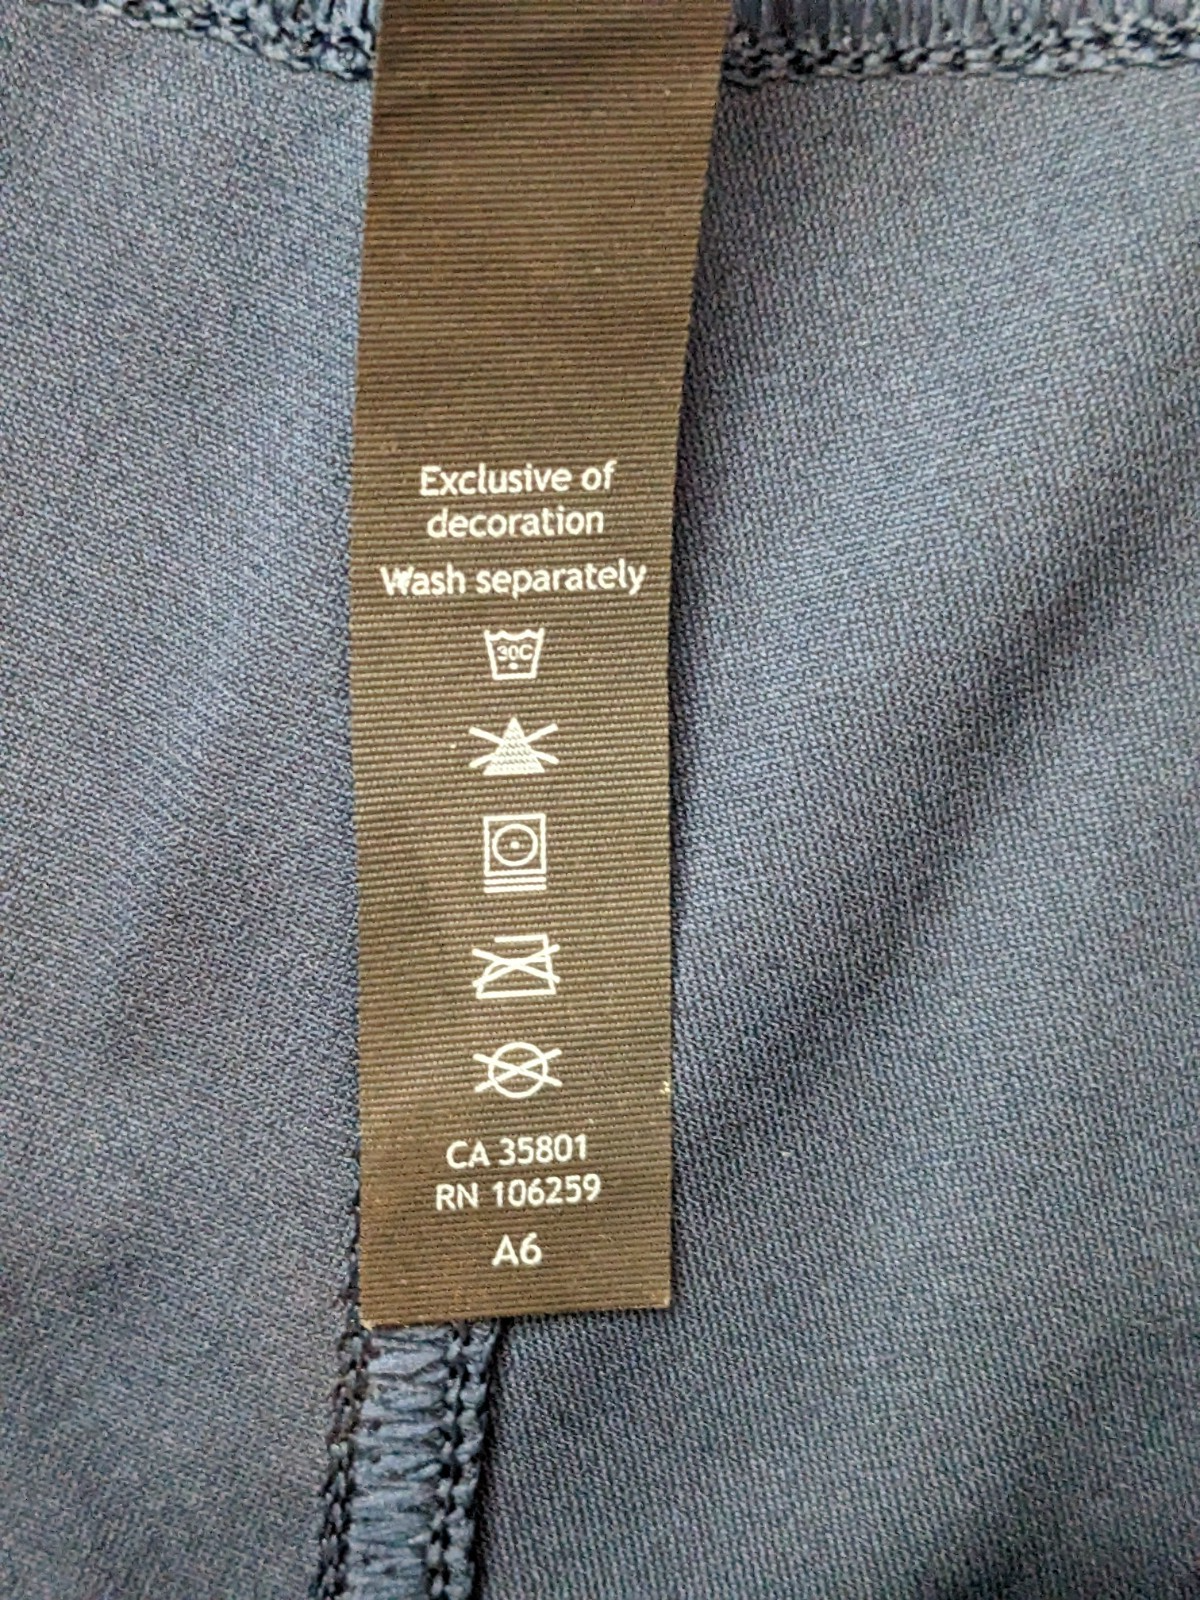 Exclusive of
decoration
Wash separately
30C
CA 35801
RN 106259
A6